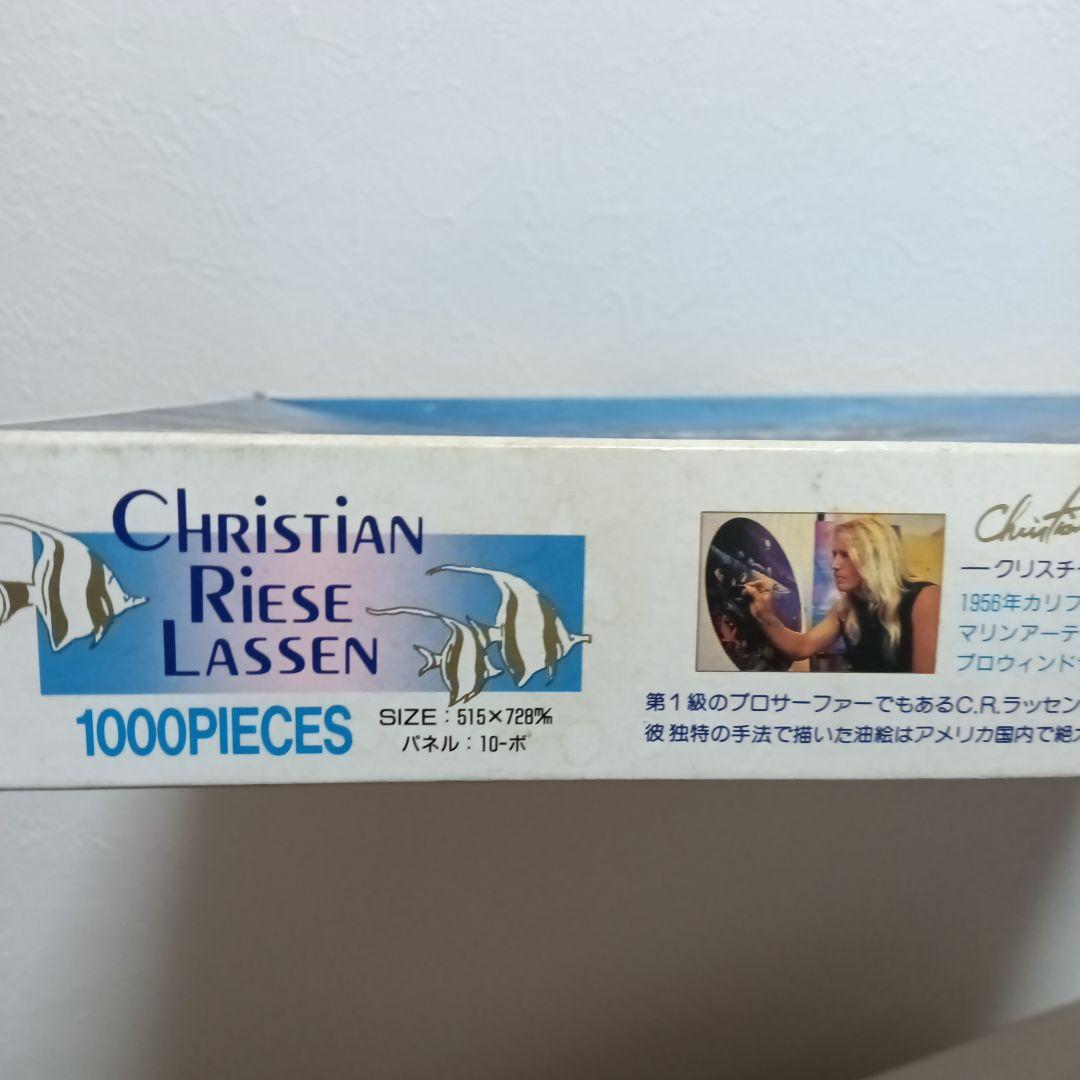 CHRISTIAN
RIESE
LASSEN
1000PIECES
SIZE : 515×728㎜
パネル : 10-ボ
Christia
ークリスチ
1956年カリフ
マリンアーテ
プロウィンド
第1級のプロサーファーでもあるC.R.ラッセン
彼独特の手法で描いた油絵はアメリカ国内で絶